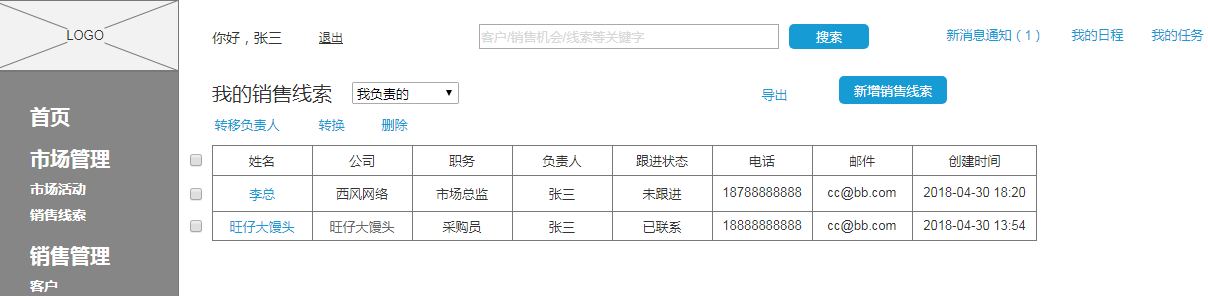 LOGO
你好，张三 退出 客户/销售机会/线索等关键字 搜索 新消息通知（1） 我的日程 我的任务
首页
市场管理
市场活动
销售线索
销售管理
客户
我的销售线索 我负责的 导出 新增销售线索
转移负责人 转换 删除
姓名 公司 职务 负责人 跟进状态 电话 邮件 创建时间
李总 西风网络 市场总监 张三 未跟进 18788888888 cc@bb.com 2018-04-30 18:20
旺仔大馒头 旺仔大馒头 采购员 张三 已联系 18888888888 cc@bb.com 2018-04-30 13:54